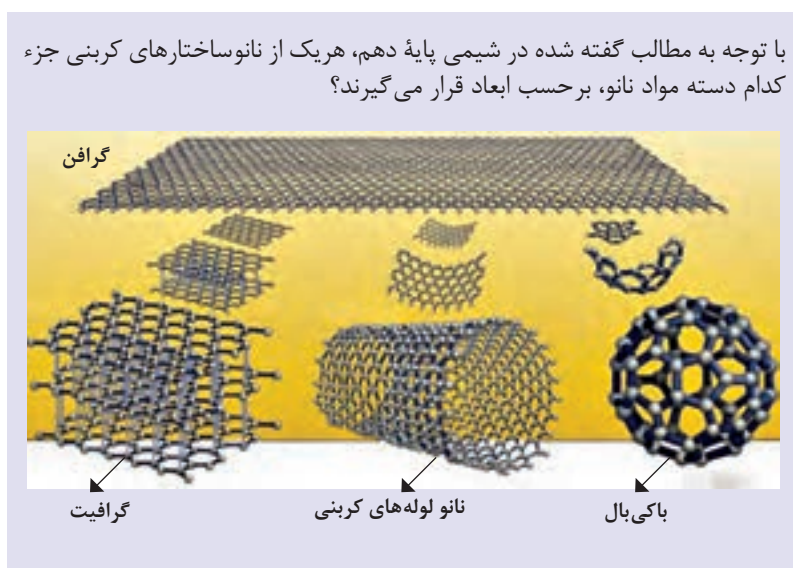 با توجه به مطالب گفته شده در شیمی پایۀ دهم، هریک از نانوساختارهای کربنی جزء
کدام دسته مواد نانو، برحسب ابعاد قرار می‌گیرند؟
گرافن
باکی‌بال
نانو لوله‌های کربنی
گرافیت